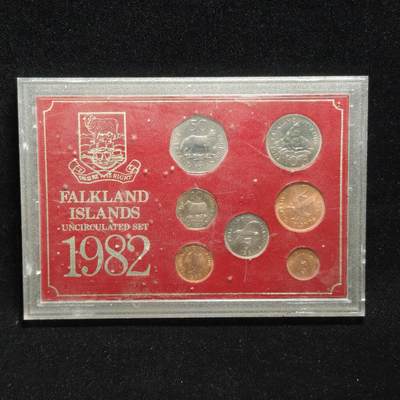 DESIRE THE RIGHT
FALKLAND
ISLANDS
UNCIRCULATED SET
1982